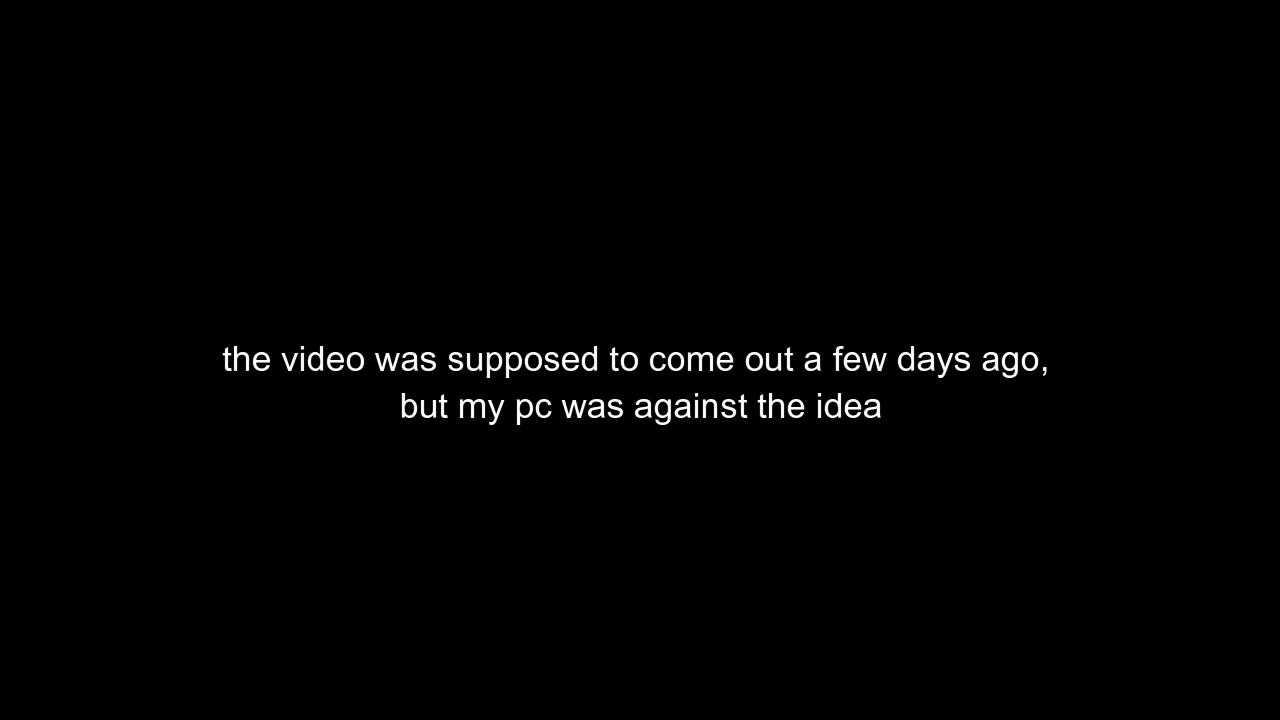 the video was supposed to come out a few days ago,
but my pc was against the idea